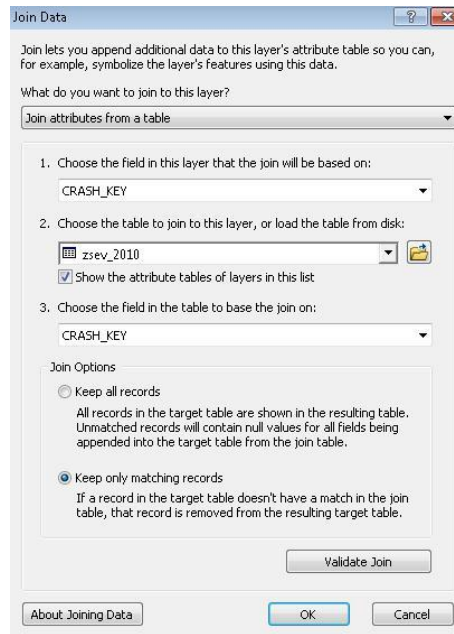 Join Data
Join lets you append additional data to this layer's attribute table so you can,
for example, symbolize the layer's features using this data.
What do you want to join to this layer?
Join attributes from a table
1. Choose the field in this layer that the join will be based on:
CRASH_KEY
2. Choose the table to join to this layer, or load the table from disk:
zsev_2010
Show the attribute tables of layers in this list
3. Choose the field in the table to base the join on:
CRASH_KEY
Join Options
Keep all records
All records in the target table are shown in the resulting table.
Unmatched records will contain null values for all fields being
appended into the target table from the join table.
Keep only matching records
If a record in the target table doesn't have a match in the join
table, that record is removed from the resulting target table.
Validate Join
About Joining Data OK Cancel